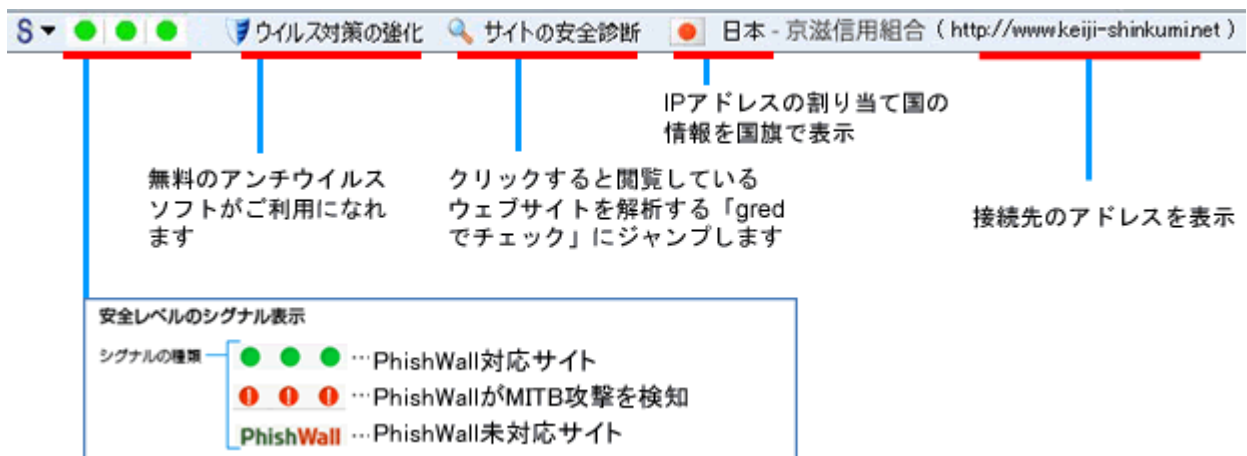 S ウイルス対策の強化 サイトの安全診断 日本 - 京滋信用組合 ( http://www.keiji-shinkumi.net )
IPアドレスの割り当て国の
情報を国旗で表示
無料のアンチウイルス
ソフトがご利用になれ
ます
クリックすると閲覧している
ウェブサイトを解析する「gred
でチェック」にジャンプします
接続先のアドレスを表示
安全レベルのシグナル表示
シグナルの種類
…PhishWall対応サイト
…PhishWallがMITB攻撃を検知
PhishWall …PhishWall未対応サイト